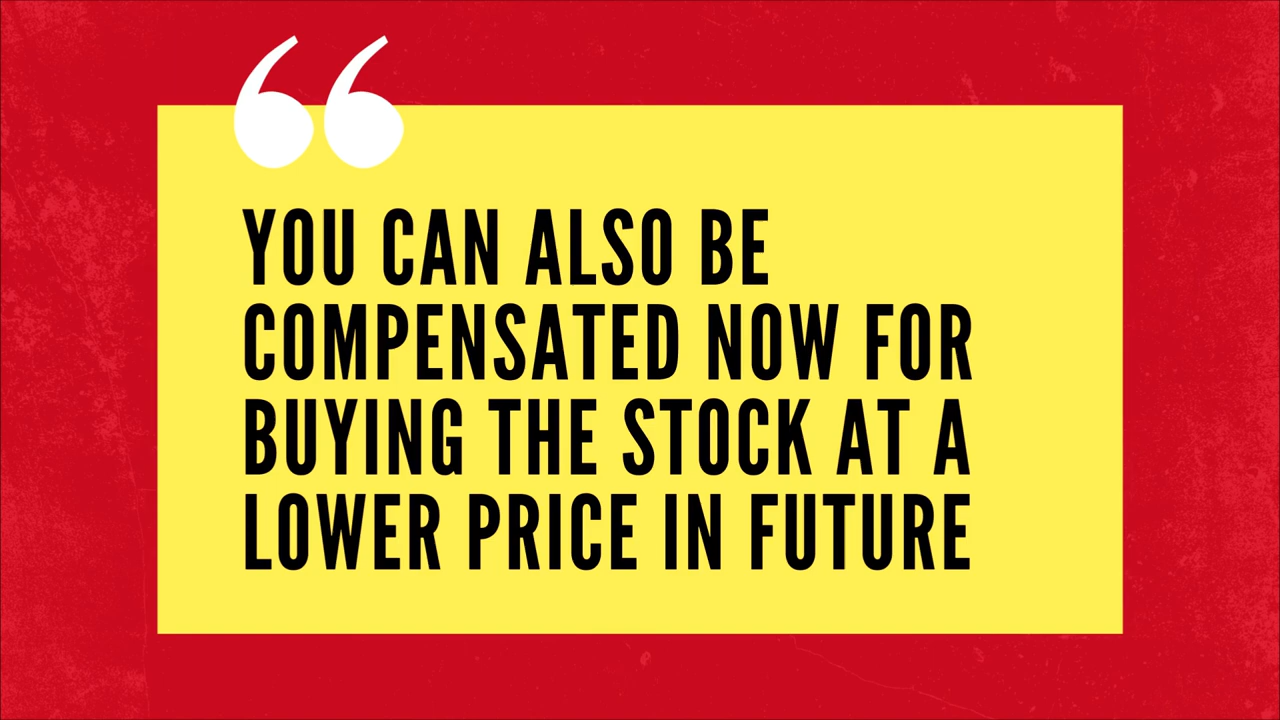 “
YOU CAN ALSO BE
COMPENSATED NOW FOR
BUYING THE STOCK AT A
LOWER PRICE IN FUTURE